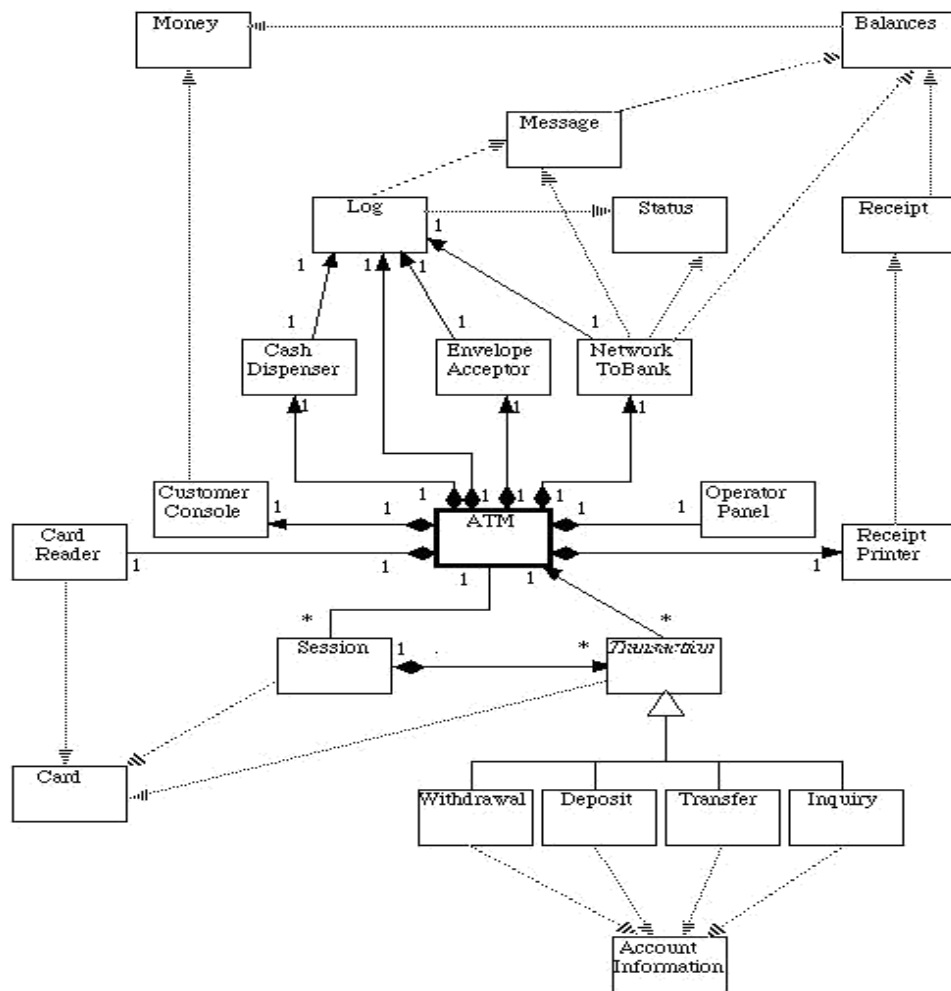 Money
Balances
Message
Log
Status
Receipt
1
1
1
1
1
1
1
Cash
Dispenser
Envelope
Acceptor
Network
ToBank
1
1
1
Customer
Console
1
1
1
1
1
1
1
1
Operator
Panel
ATM
Card
Reader
Receipt
Printer
1
1
1
1
1
*
*
Session
1
*
Transaction
Card
Withdrawal
Deposit
Transfer
Inquiry
Account
Information